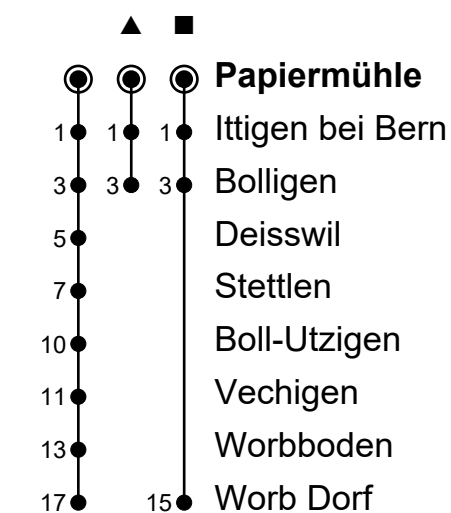 ▲ ■
Papiermühle
1 1 1 Ittigen bei Bern
3 3 3 Bolligen
5 Deisswil
7 Stettlen
10 Boll-Utzigen
11 Vechigen
13 Worbboden
17 15 Worb Dorf